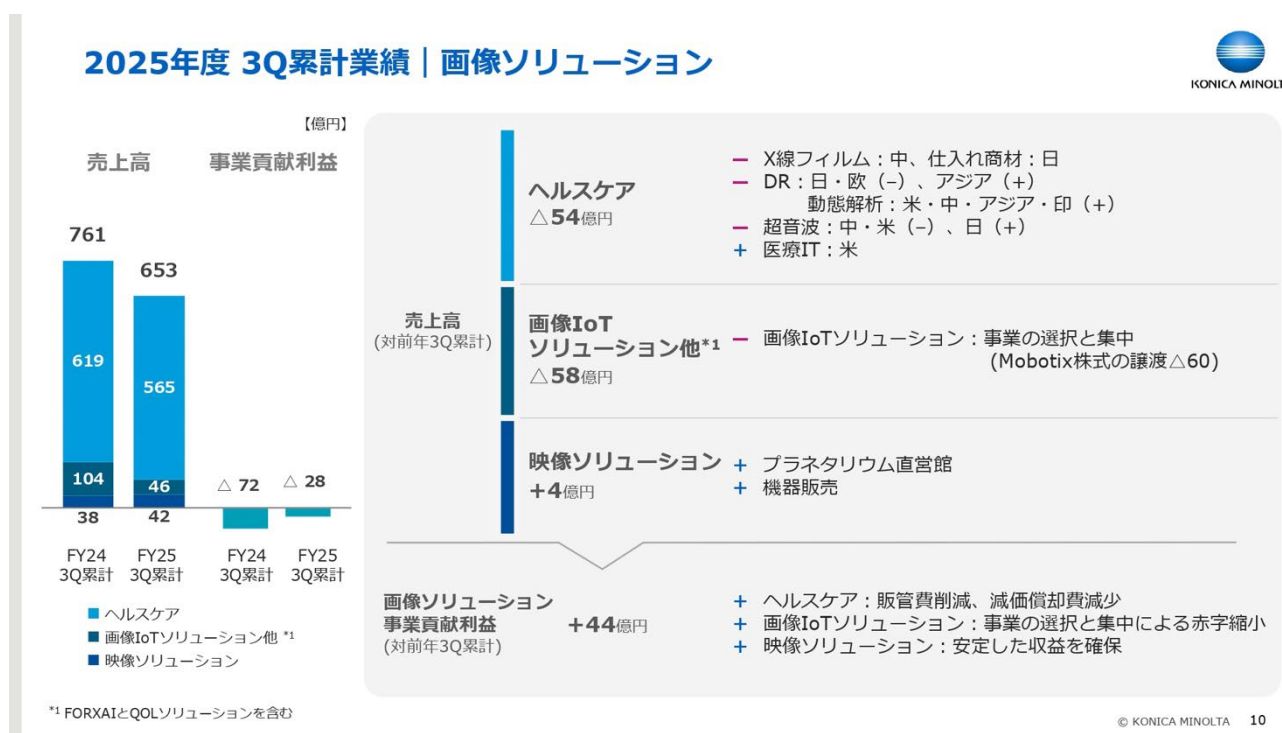 2025年度 3Q累計業績｜画像ソリューション
KONICA MINOLT
【億円】
売上高
事業貢献利益
761
653
619
565
104
46
38
42
△ 72
△ 28
FY24
3Q累計
FY25
3Q累計
FY24
3Q累計
FY25
3Q累計
■ ヘルスケア
■ 画像IoTソリューション他 *1
■ 映像ソリューション
売上高
(対前年3Q累計)
ヘルスケア
△54億円
－ X線フィルム：中、仕入れ商材：日
－ DR：日・欧（–）、アジア（+）
動態解析：米・中・アジア・印（+）
－ 超音波：中・米（–）、日（+）
+ 医療IT：米
画像IoT
ソリューション他*1
△58億円
－ 画像IoTソリューション：事業の選択と集中
(Mobotix株式の譲渡△60)
映像ソリューション
+4億円
+ プラネタリウム直営館
+ 機器販売
画像ソリューション
事業貢献利益
(対前年3Q累計)
+44億円
+ ヘルスケア：販管費削減、減価償却費減少
+ 画像IoTソリューション：事業の選択と集中による赤字縮小
+ 映像ソリューション：安定した収益を確保
*1 FORXAIとQOLソリューションを含む
© KONICA MINOLTA 10